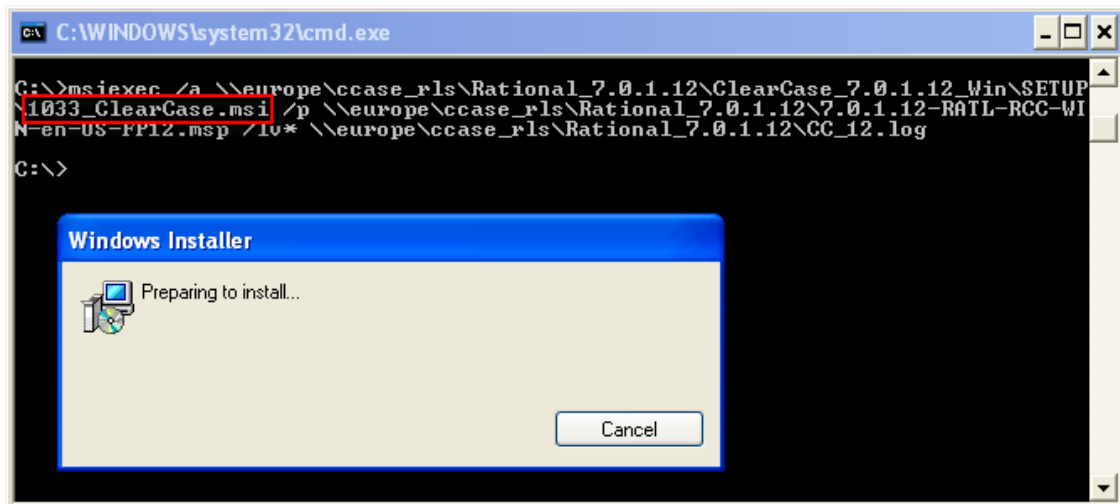 C:\WINDOWS\system32\cmd.exe
C:\>msiexec /a \\europe\ccase_rls\Rational_7.0.1.12\ClearCase_7.0.1.12_Win\SETUP
\1033_ClearCase.msi /p \\europe\ccase_rls\Rational_7.0.1.12\7.0.1.12-RATL-RCC-WI
N-en-US-FP12.msp /lv* \\europe\ccase_rls\Rational_7.0.1.12\CC_12.log
C:\>
Windows Installer
Preparing to install...
Cancel